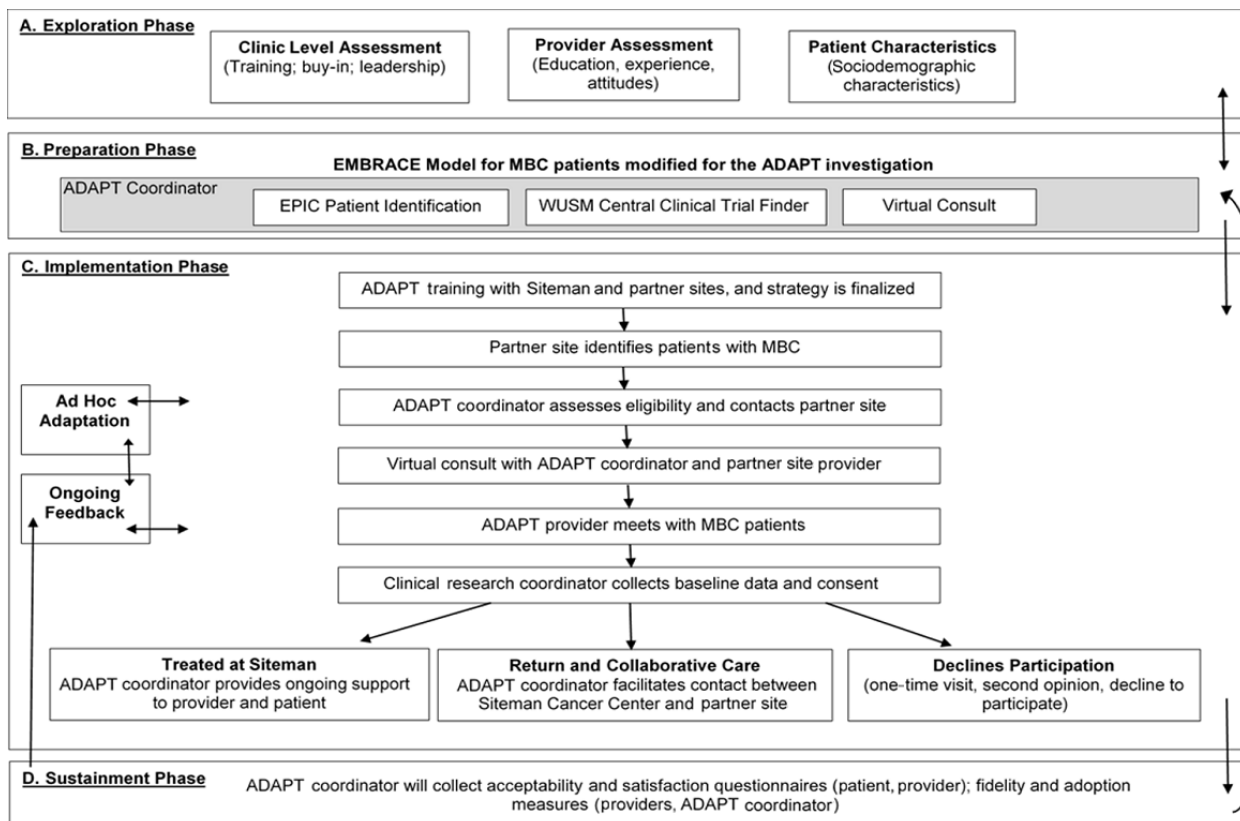 A. Exploration Phase
Clinic Level Assessment
(Training; buy-in; leadership)
Provider Assessment
(Education, experience,
attitudes)
Patient Characteristics
(Sociodemographic
characteristics)
B. Preparation Phase
EMBRACE Model for MBC patients modified for the ADAPT investigation
ADAPT Coordinator
EPIC Patient Identification
WUSM Central Clinical Trial Finder
Virtual Consult
C. Implementation Phase
ADAPT training with Siteman and partner sites, and strategy is finalized
Partner site identifies patients with MBC
Ad Hoc
Adaptation
ADAPT coordinator assesses eligibility and contacts partner site
Virtual consult with ADAPT coordinator and partner site provider
Ongoing
Feedback
ADAPT provider meets with MBC patients
Clinical research coordinator collects baseline data and consent
Treated at Siteman
ADAPT coordinator provides ongoing support
to provider and patient
Return and Collaborative Care
ADAPT coordinator facilitates contact between
Siteman Cancer Center and partner site
Declines Participation
(one-time visit, second opinion, decline to
participate)
D. Sustainment Phase
ADAPT coordinator will collect acceptability and satisfaction questionnaires (patient, provider); fidelity and adoption
measures (providers, ADAPT coordinator)